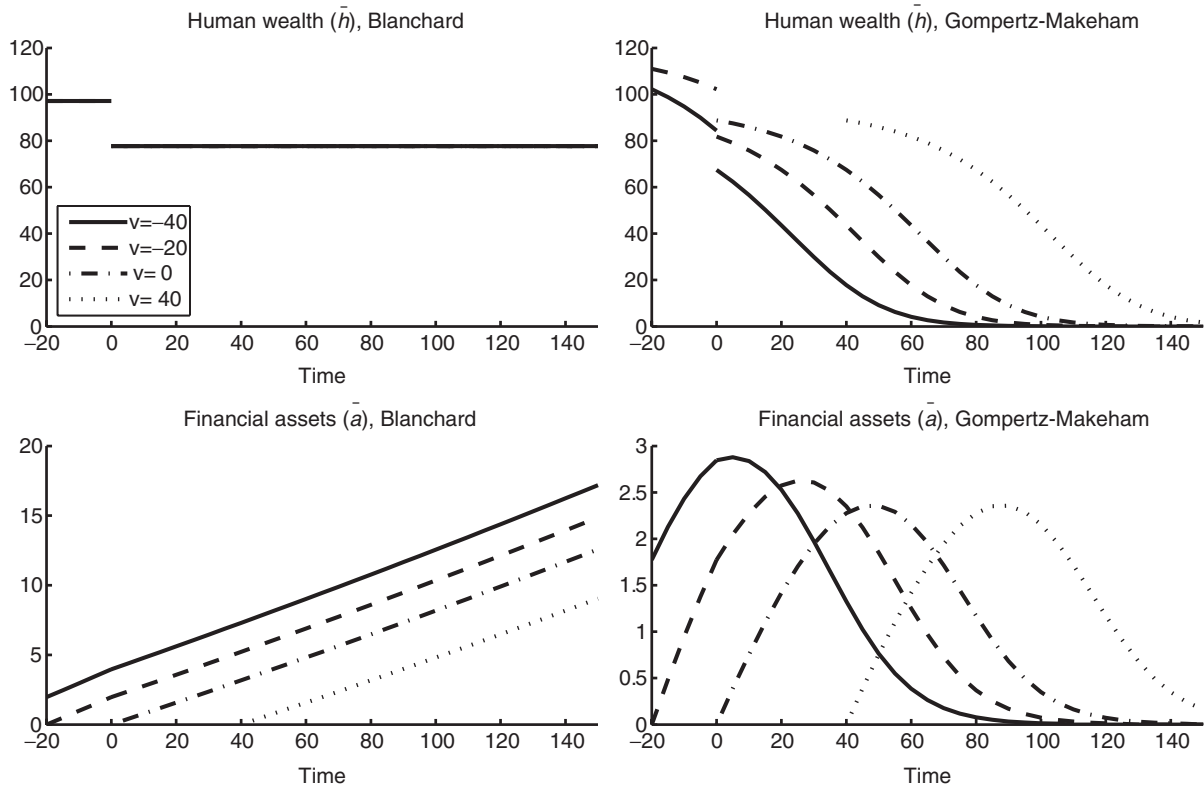 Human wealth (h̄), Blanchard
120
100
80
60
40
20
0
v=−40
v=−20
v= 0
v= 40
−20 0 20 40 60 80 100 120 140
Time
Human wealth (h̄), Gompertz-Makeham
120
100
80
60
40
20
0
−20 0 20 40 60 80 100 120 140
Time
Financial assets (ā), Blanchard
20
15
10
5
0
−20 0 20 40 60 80 100 120 140
Time
Financial assets (ā), Gompertz-Makeham
3
2.5
2
1.5
1
0.5
0
−20 0 20 40 60 80 100 120 140
Time